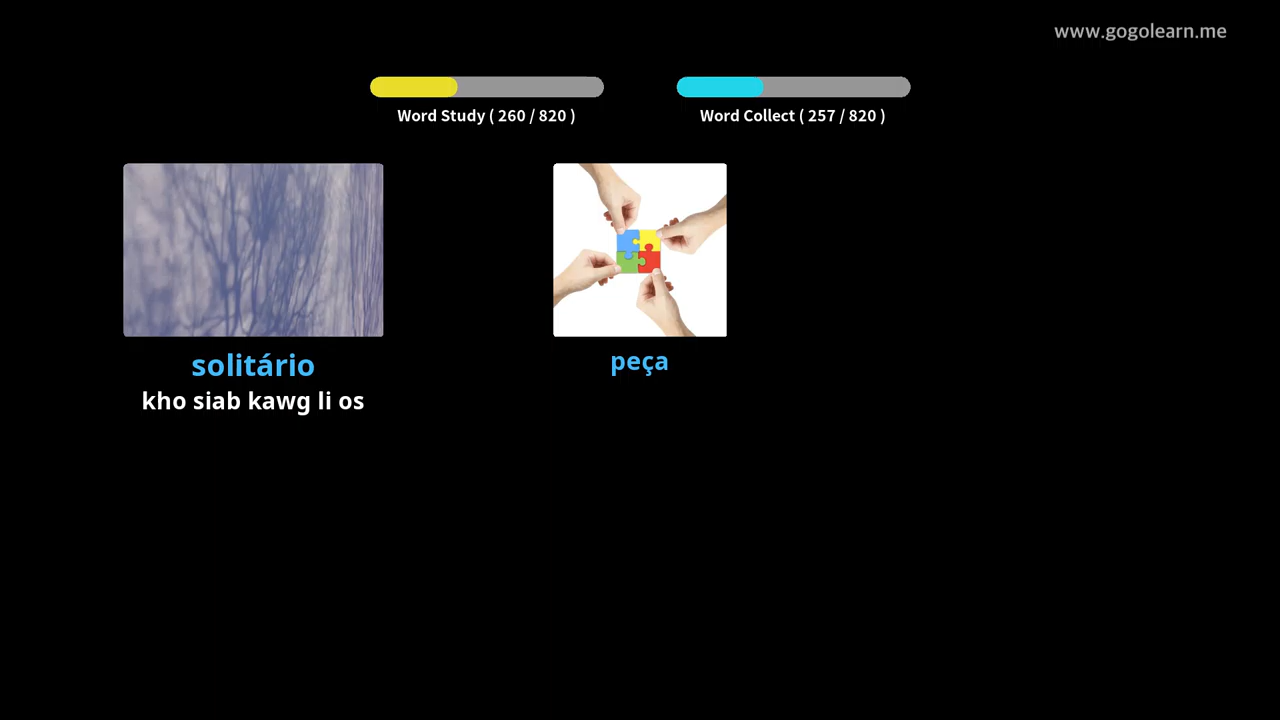 www.gogolearn.me
Word Study ( 260 / 820 )
Word Collect ( 257 / 820 )
solitário
kho siab kawg li os
peça